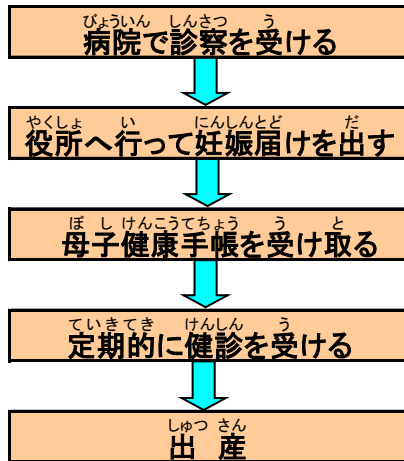 びょういん しんさつ う
病院で診察を受ける
やくしょ い にんしんとど だ
役所へ行って妊娠届けを出す
ぼ し けんこうてちょう う と
母子健康手帳を受け取る
ていきてき けんしん う
定期的に健診を受ける
しゅつ さん
出 産